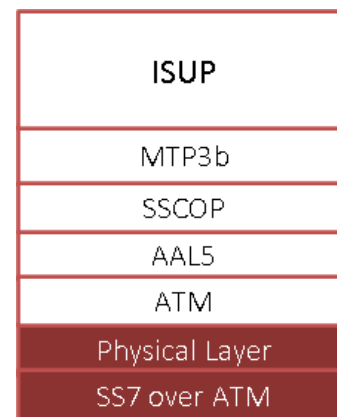 ISUP
MTP3b
SSCOP
AAL5
ATM
Physical Layer
SS7 over ATM